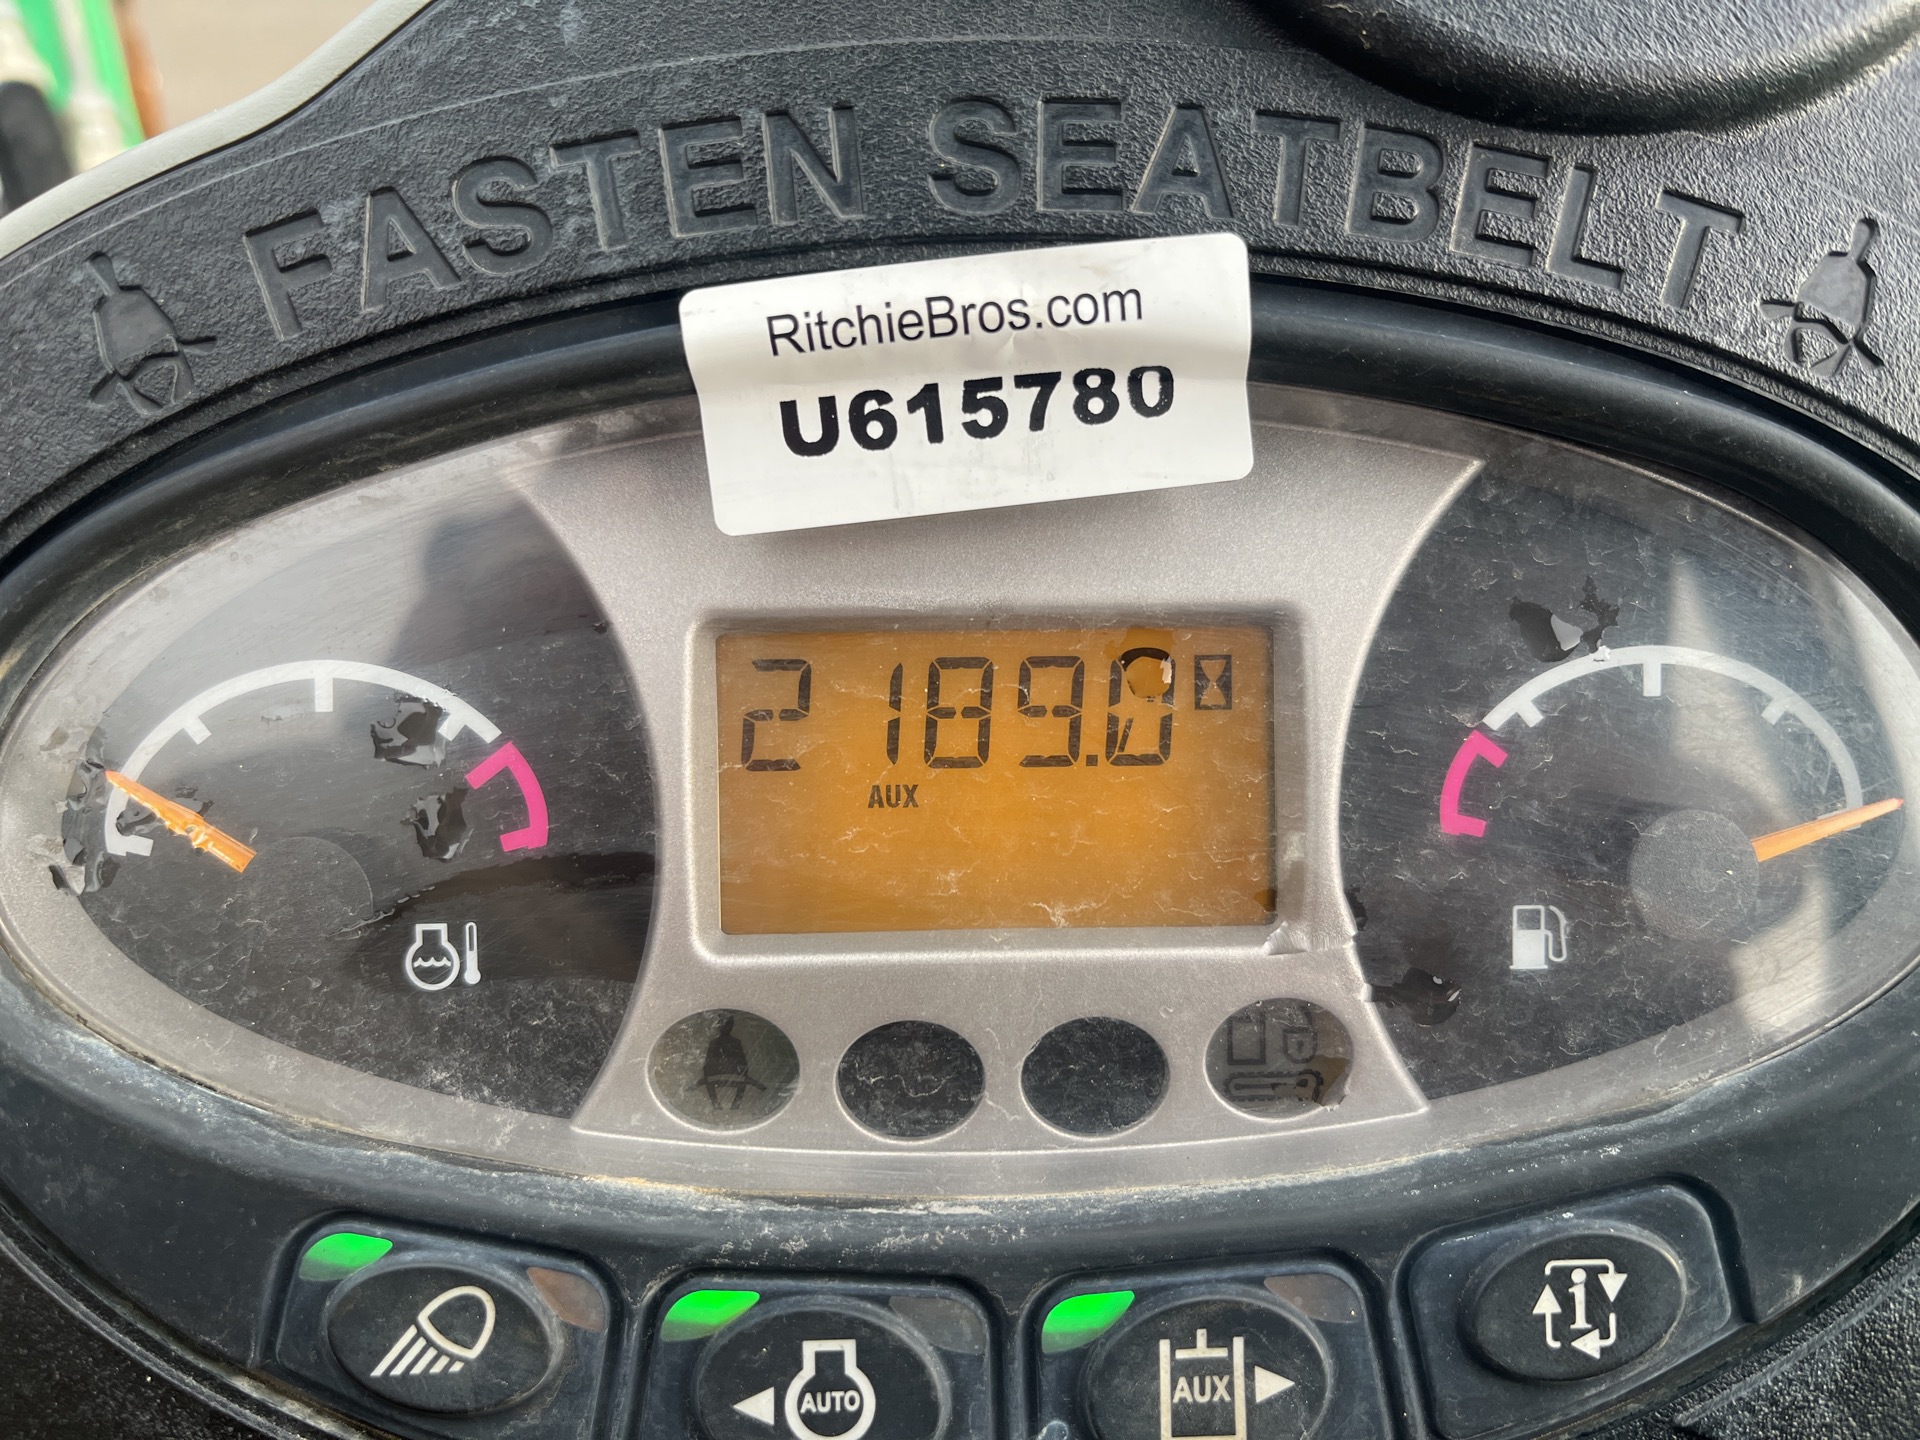 FASTEN SEATBELT
RitchieBros.com
U615780
2189.0
AUX
AUTO
AUX